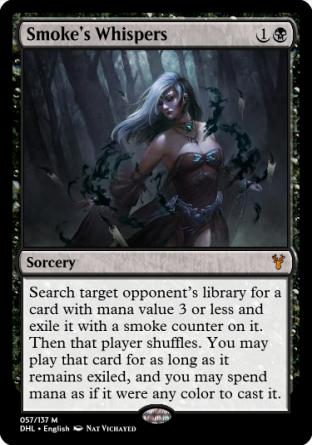 Smoke's Whispers 1
Sorcery
Search target opponent's library for a
card with mana value 3 or less and
exile it with a smoke counter on it.
Then that player shuffles. You may
play that card for as long as it
remains exiled, and you may spend
mana as if it were any color to cast it.
057/137 M
DHL • English Nat Vichayed